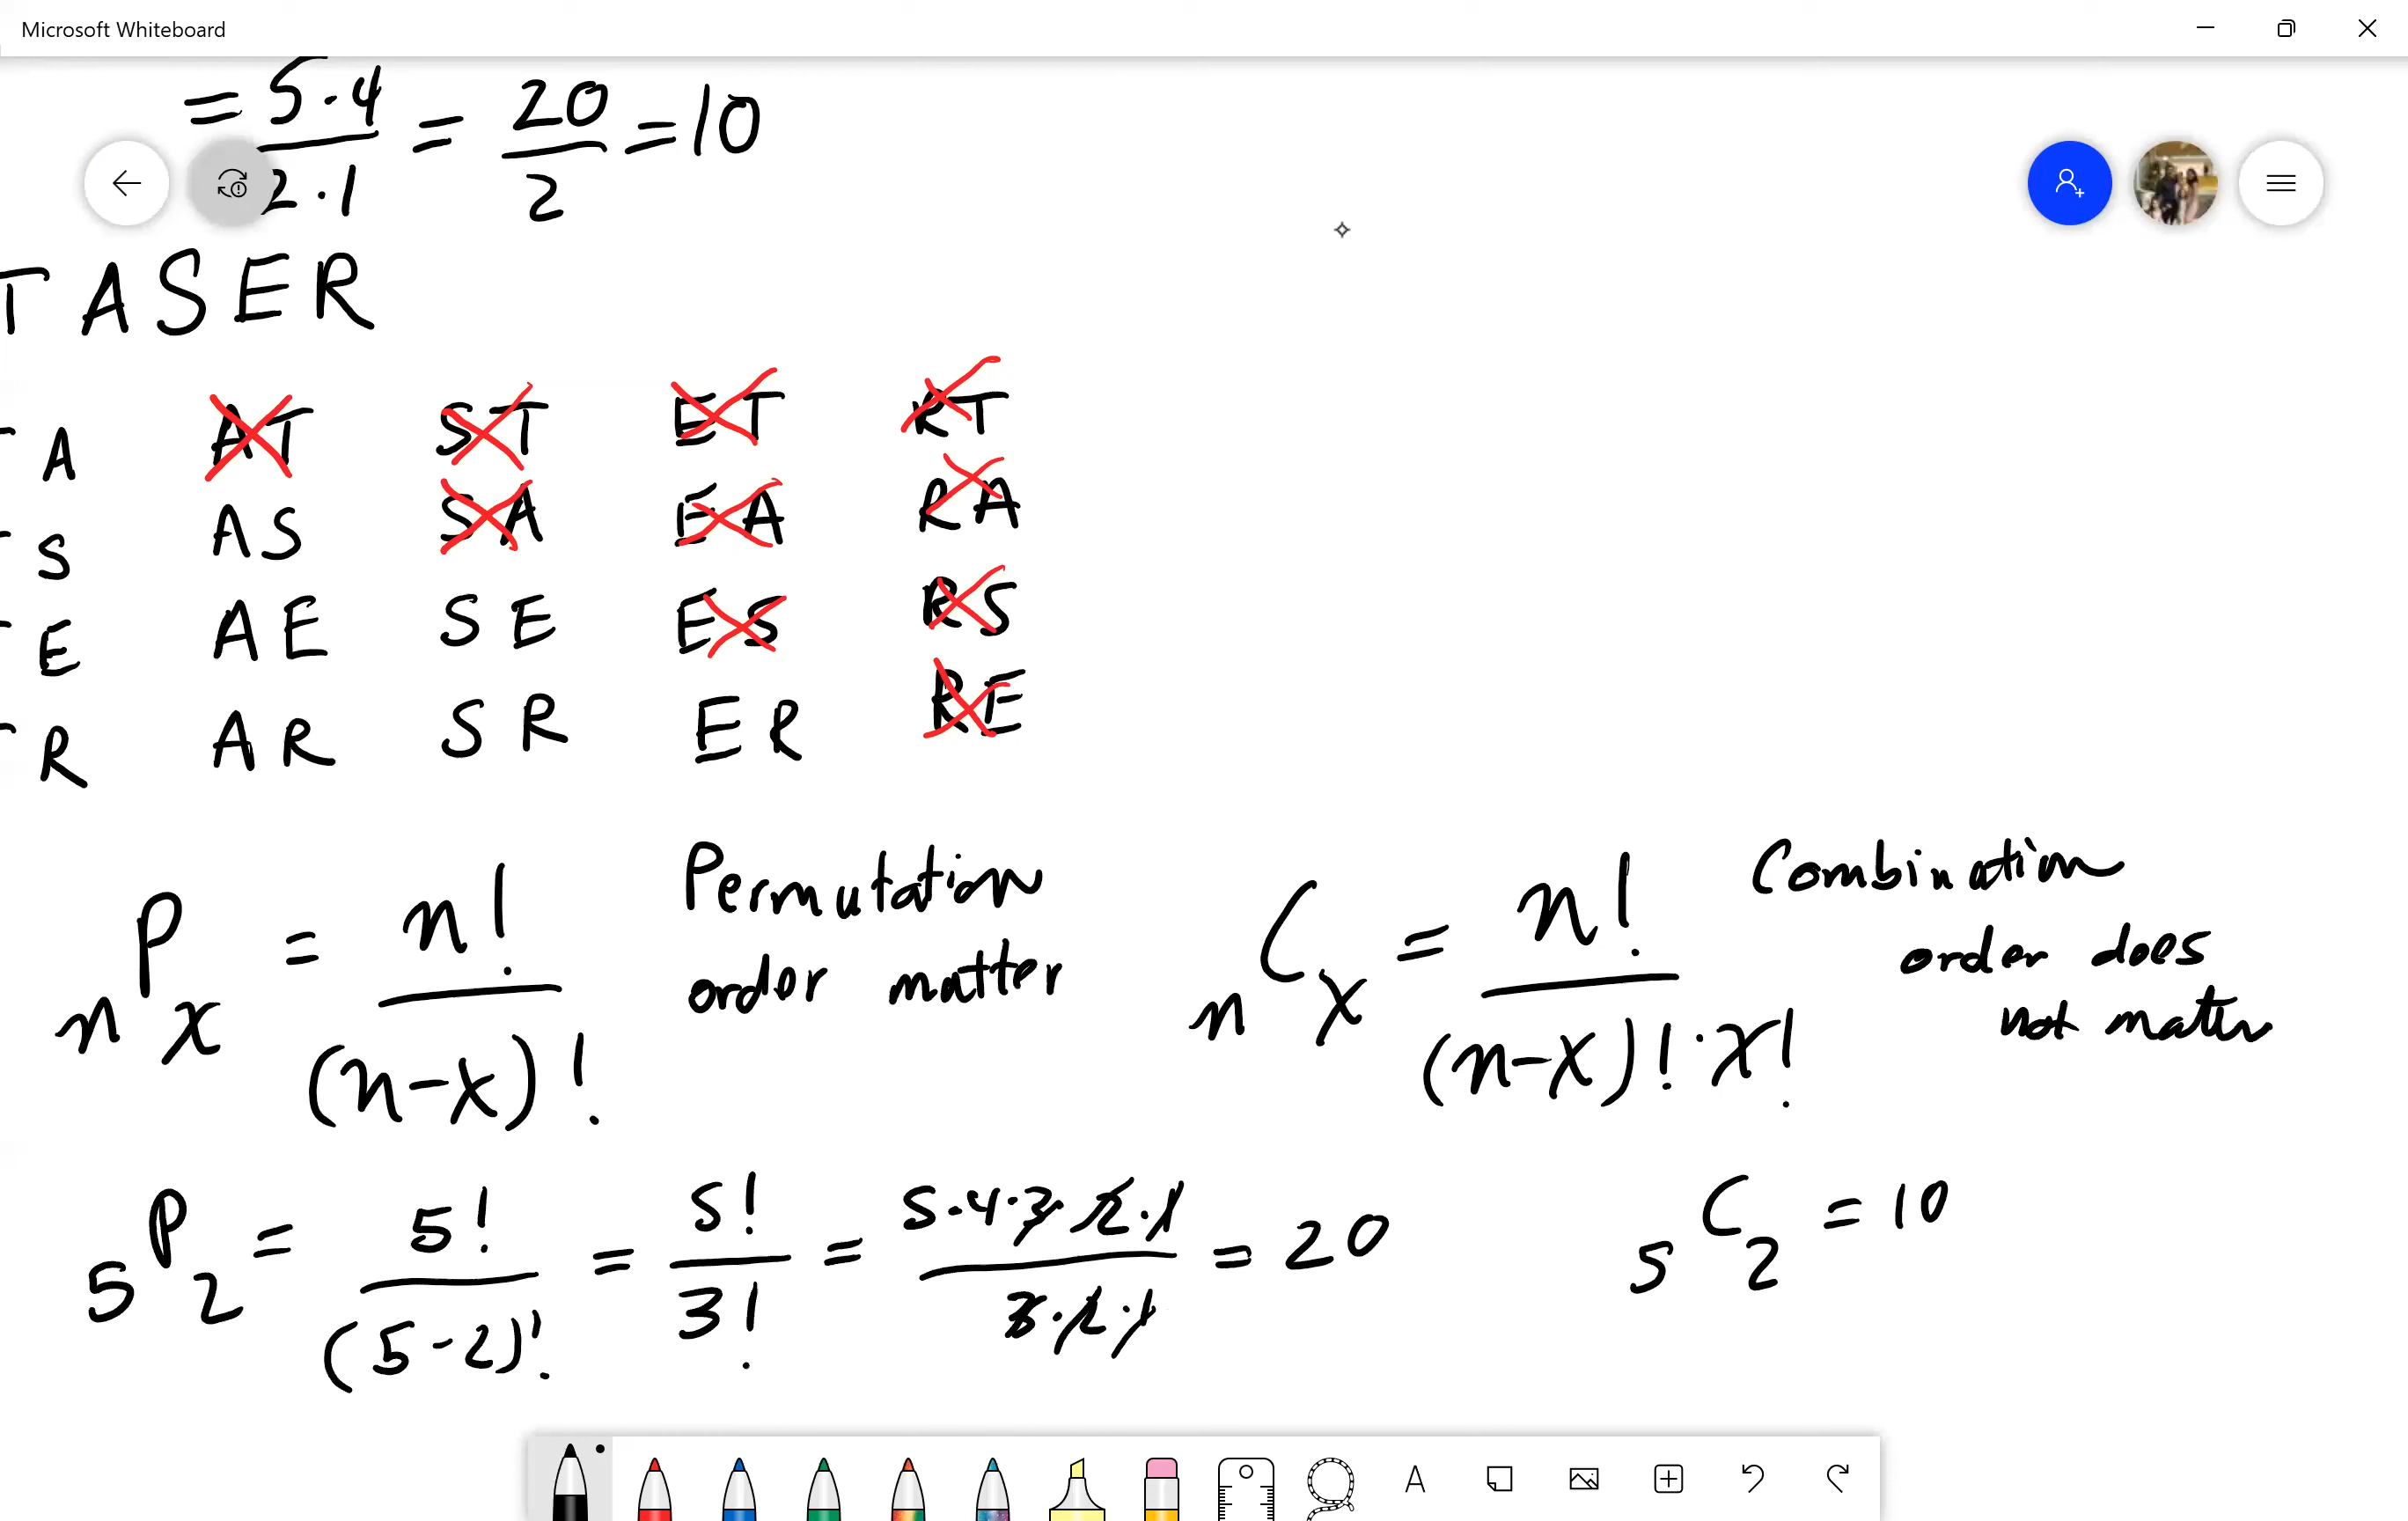 Microsoft Whiteboard
= 5·4 / 2·1 = 20 / 2 = 10
TASER
T A AT ST ET RT
T S AS SA EA RA
T E AE SE ES RS
T R AR SR ER RE
nPx = n! / (n-x)! Permutation order matter
nCx = n! / (n-x)!·x! Combination order does not matter
5P2 = 5! / (5-2)! = 5! / 3! = 5·4·3·2·1 / 3·2·1 = 20
5C2 = 10